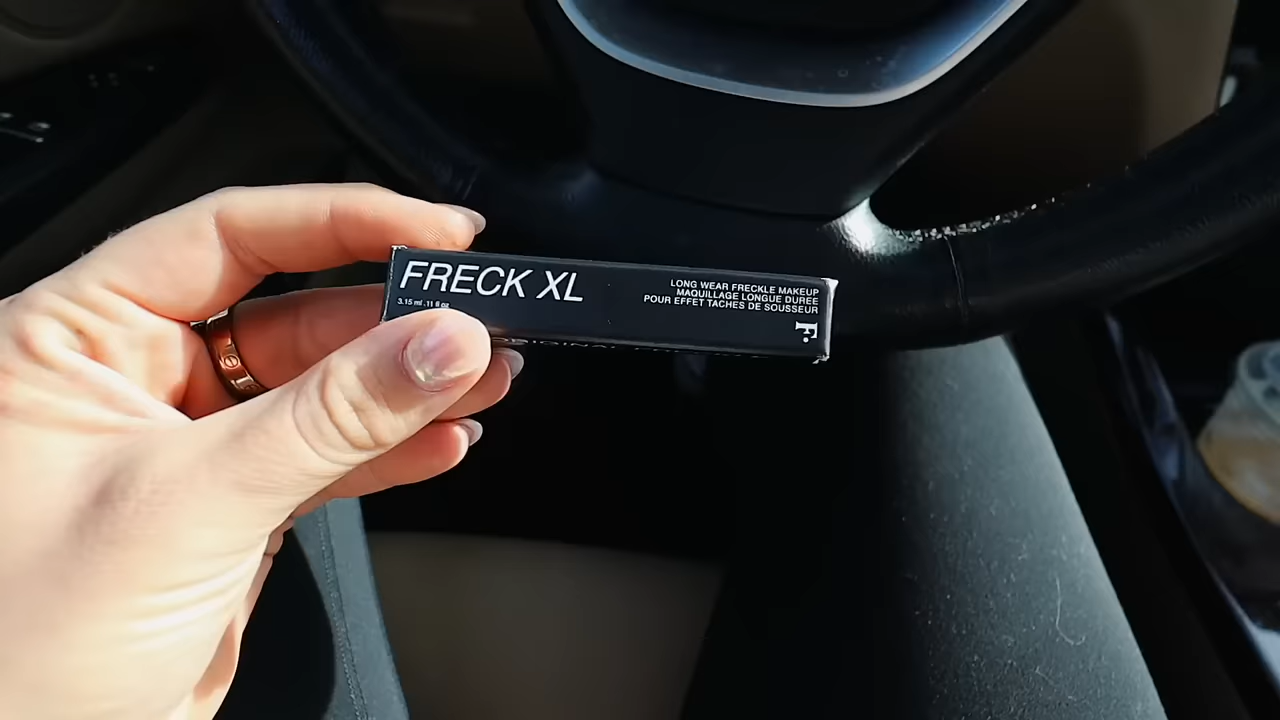 FRECK XL
3.15 ml .11 fl oz
LONG WEAR FRECKLE MAKEUP
MAQUILLAGE LONGUE DURÉE
POUR EFFET TACHES DE SOUSSEUR
F.